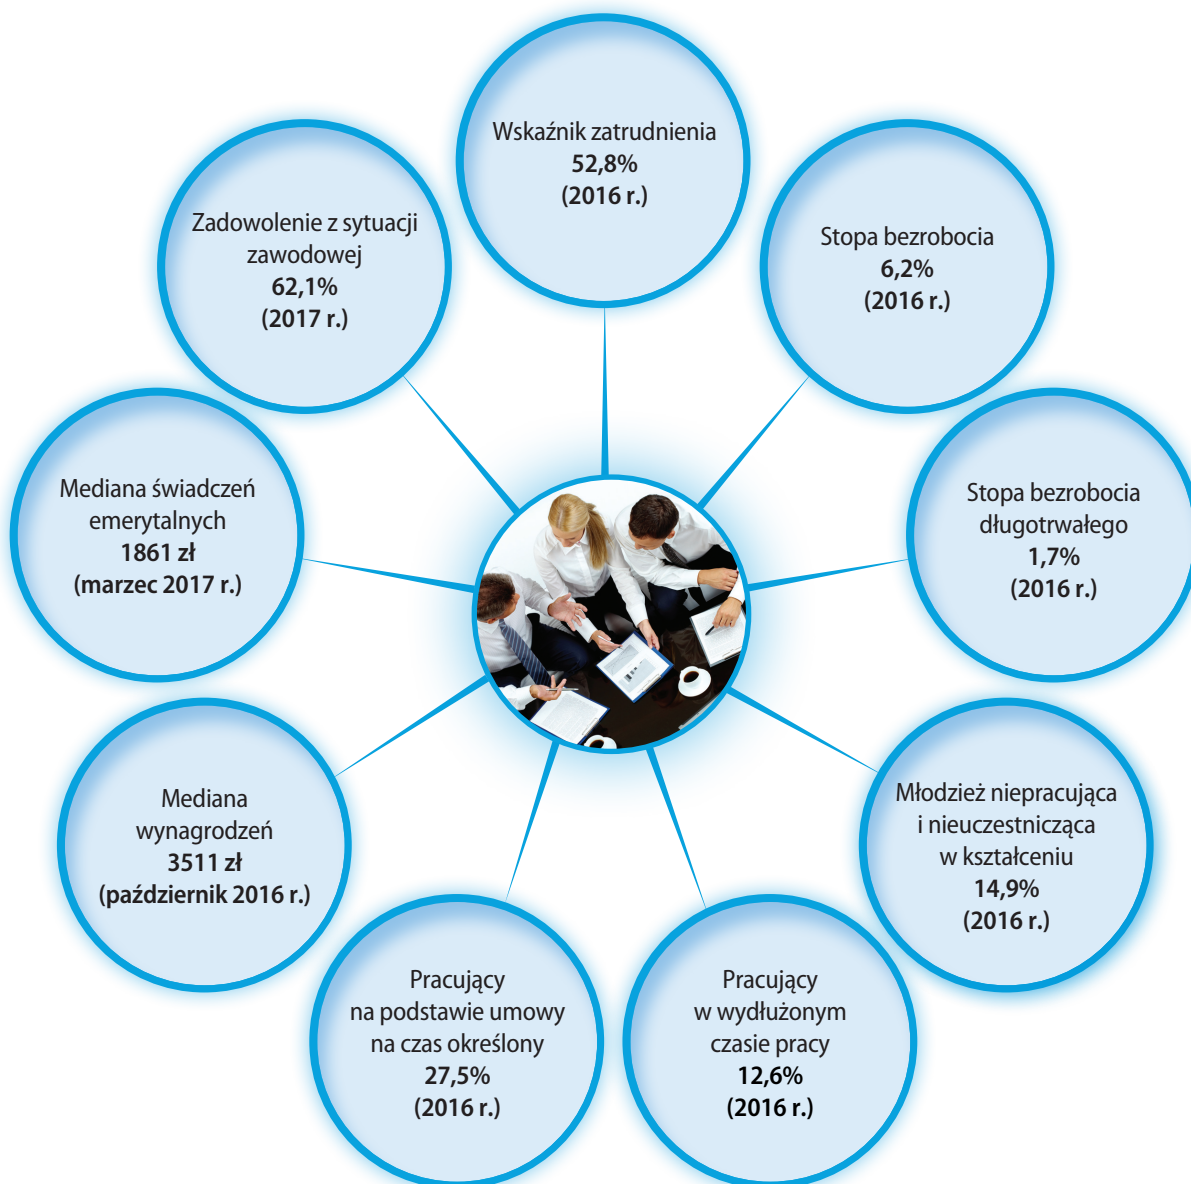 Wskaźnik zatrudnienia
52,8%
(2016 r.)
Stopa bezrobocia
6,2%
(2016 r.)
Stopa bezrobocia
długotrwałego
1,7%
(2016 r.)
Młodzież niepracująca
i nieuczestnicząca
w kształceniu
14,9%
(2016 r.)
Pracujący
w wydłużonym
czasie pracy
12,6%
(2016 r.)
Pracujący
na podstawie umowy
na czas określony
27,5%
(2016 r.)
Mediana
wynagrodzeń
3511 zł
(październik 2016 r.)
Mediana świadczeń
emerytalnych
1861 zł
(marzec 2017 r.)
Zadowolenie z sytuacji
zawodowej
62,1%
(2017 r.)